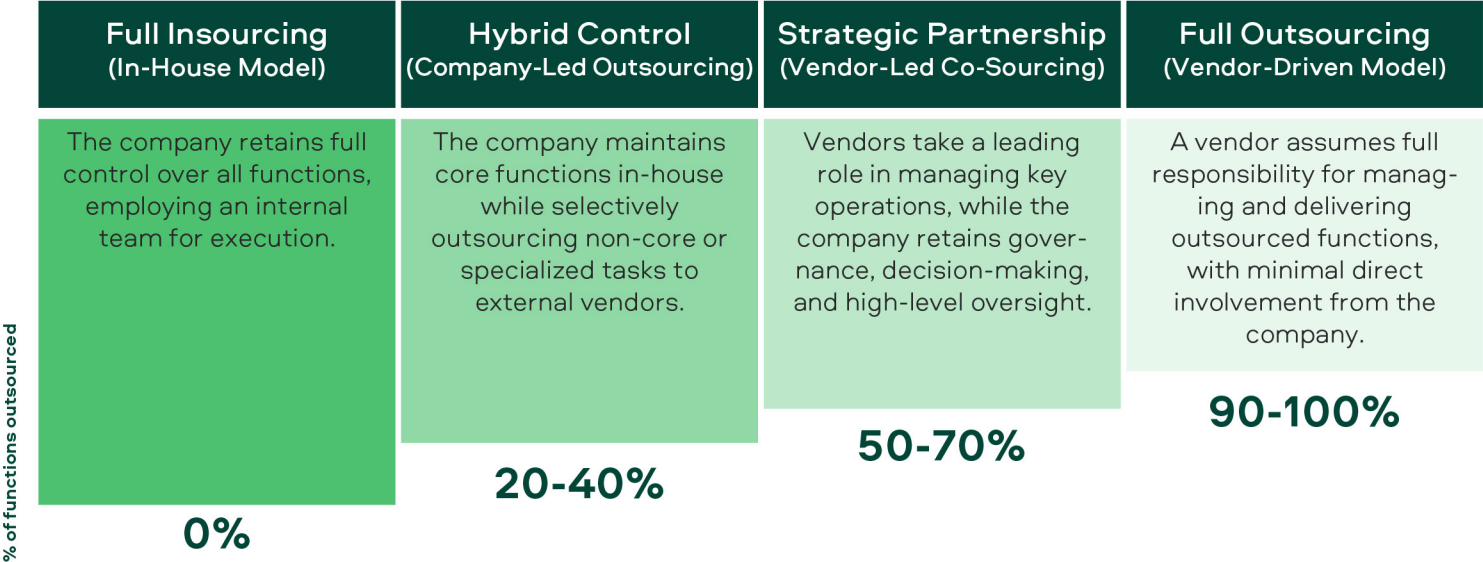 Full Insourcing
(In-House Model)
The company retains full
control over all functions,
employing an internal
team for execution.
0%
Hybrid Control
(Company-Led Outsourcing)
The company maintains
core functions in-house
while selectively
outsourcing non-core or
specialized tasks to
external vendors.
20-40%
Strategic Partnership
(Vendor-Led Co-Sourcing)
Vendors take a leading
role in managing key
operations, while the
company retains gover-
nance, decision-making,
and high-level oversight.
50-70%
Full Outsourcing
(Vendor-Driven Model)
A vendor assumes full
responsibility for manag-
ing and delivering
outsourced functions,
with minimal direct
involvement from the
company.
90-100%
% of functions outsourced